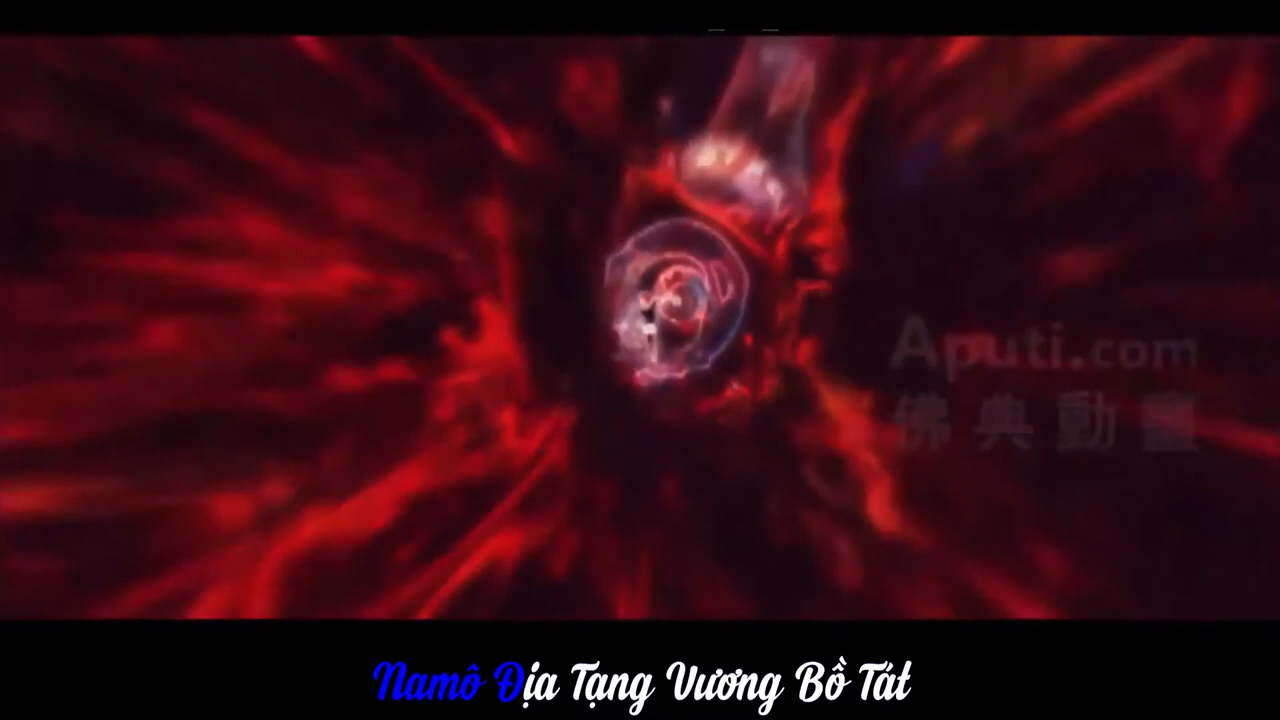 Aputi.com
佛典動畫
Namô Địa Tạng Vương Bồ Tát